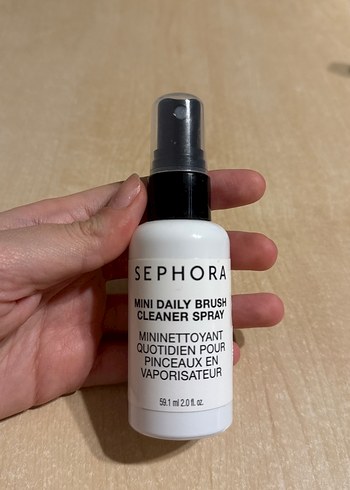 SEPHORA
MINI DAILY BRUSH
CLEANER SPRAY
MININETTOYANT
QUOTIDIEN POUR
PINCEAUX EN
VAPORISATEUR
59.1 ml 2.0 fl. oz.